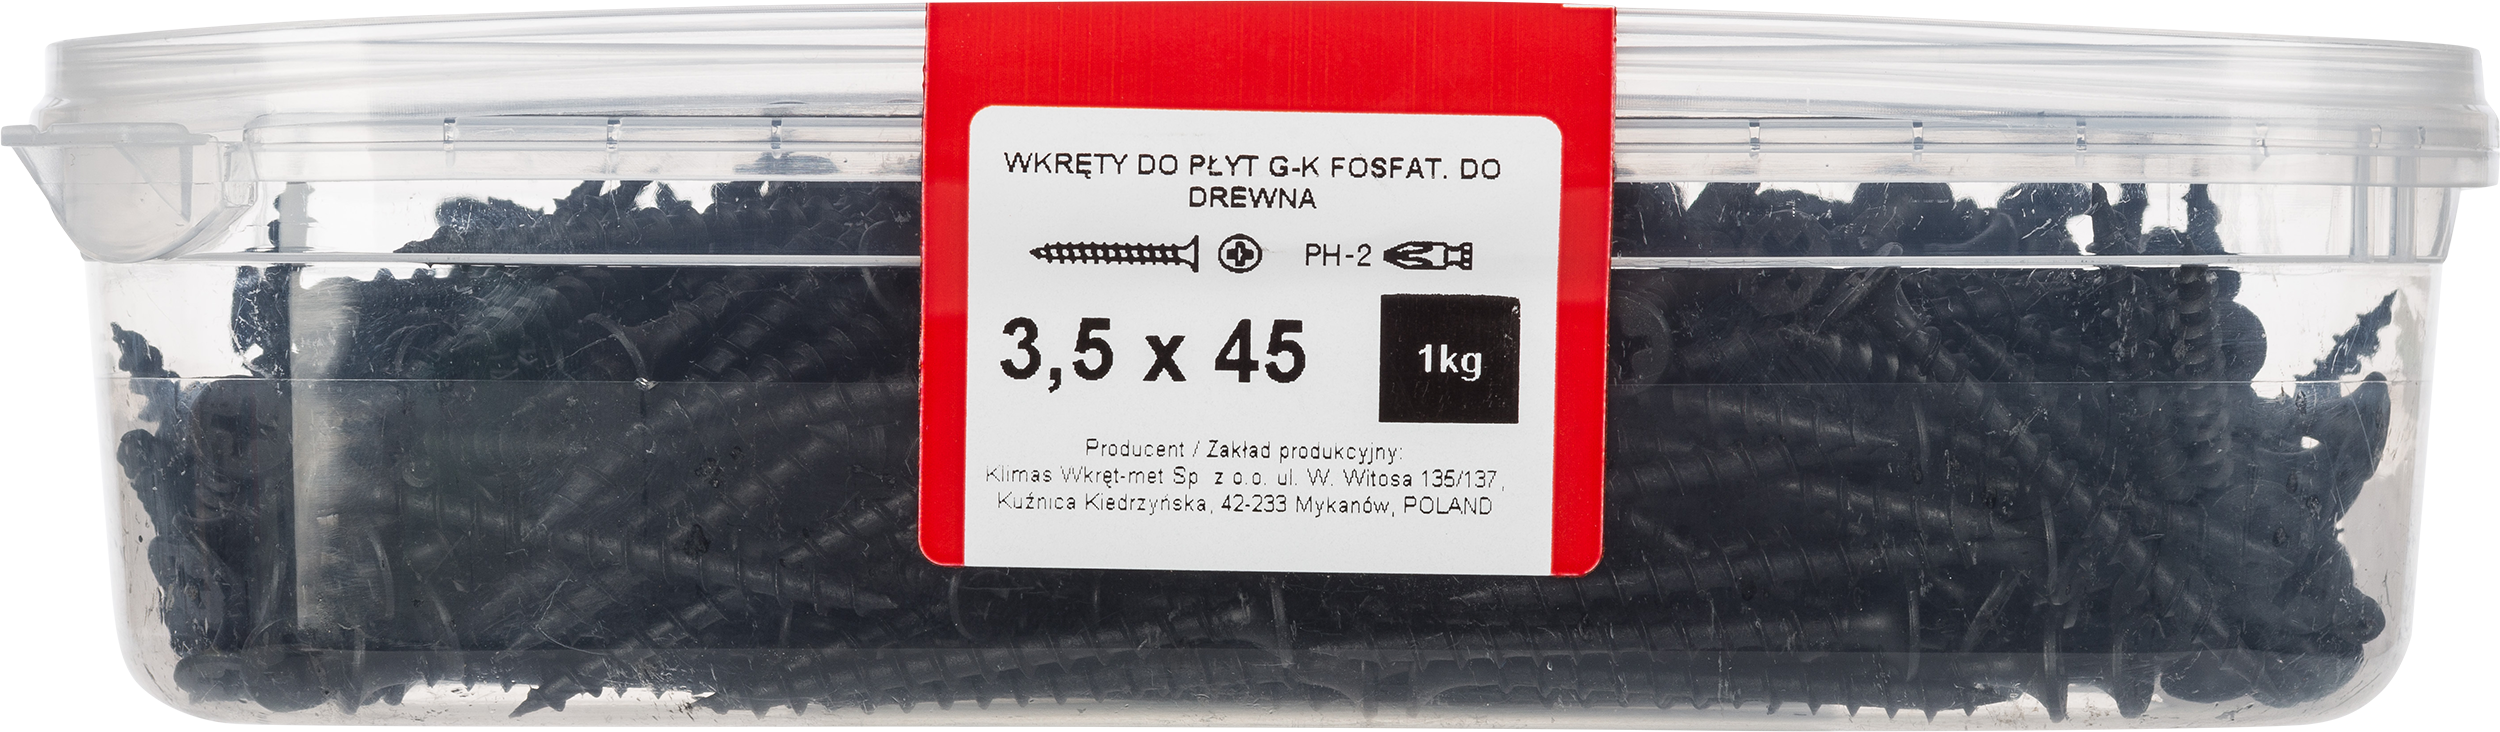 WKRĘTY DO PŁYT G-K FOSFAT. DO
DREWNA
PH-2
3,5 x 45
1kg
Producent / Zakład produkcyjny:
Klimas Wkręt-met Sp z o.o. ul. W. Witosa 135/137,
Kuźnica Kiedrzyńska, 42-233 Mykanów, POLAND